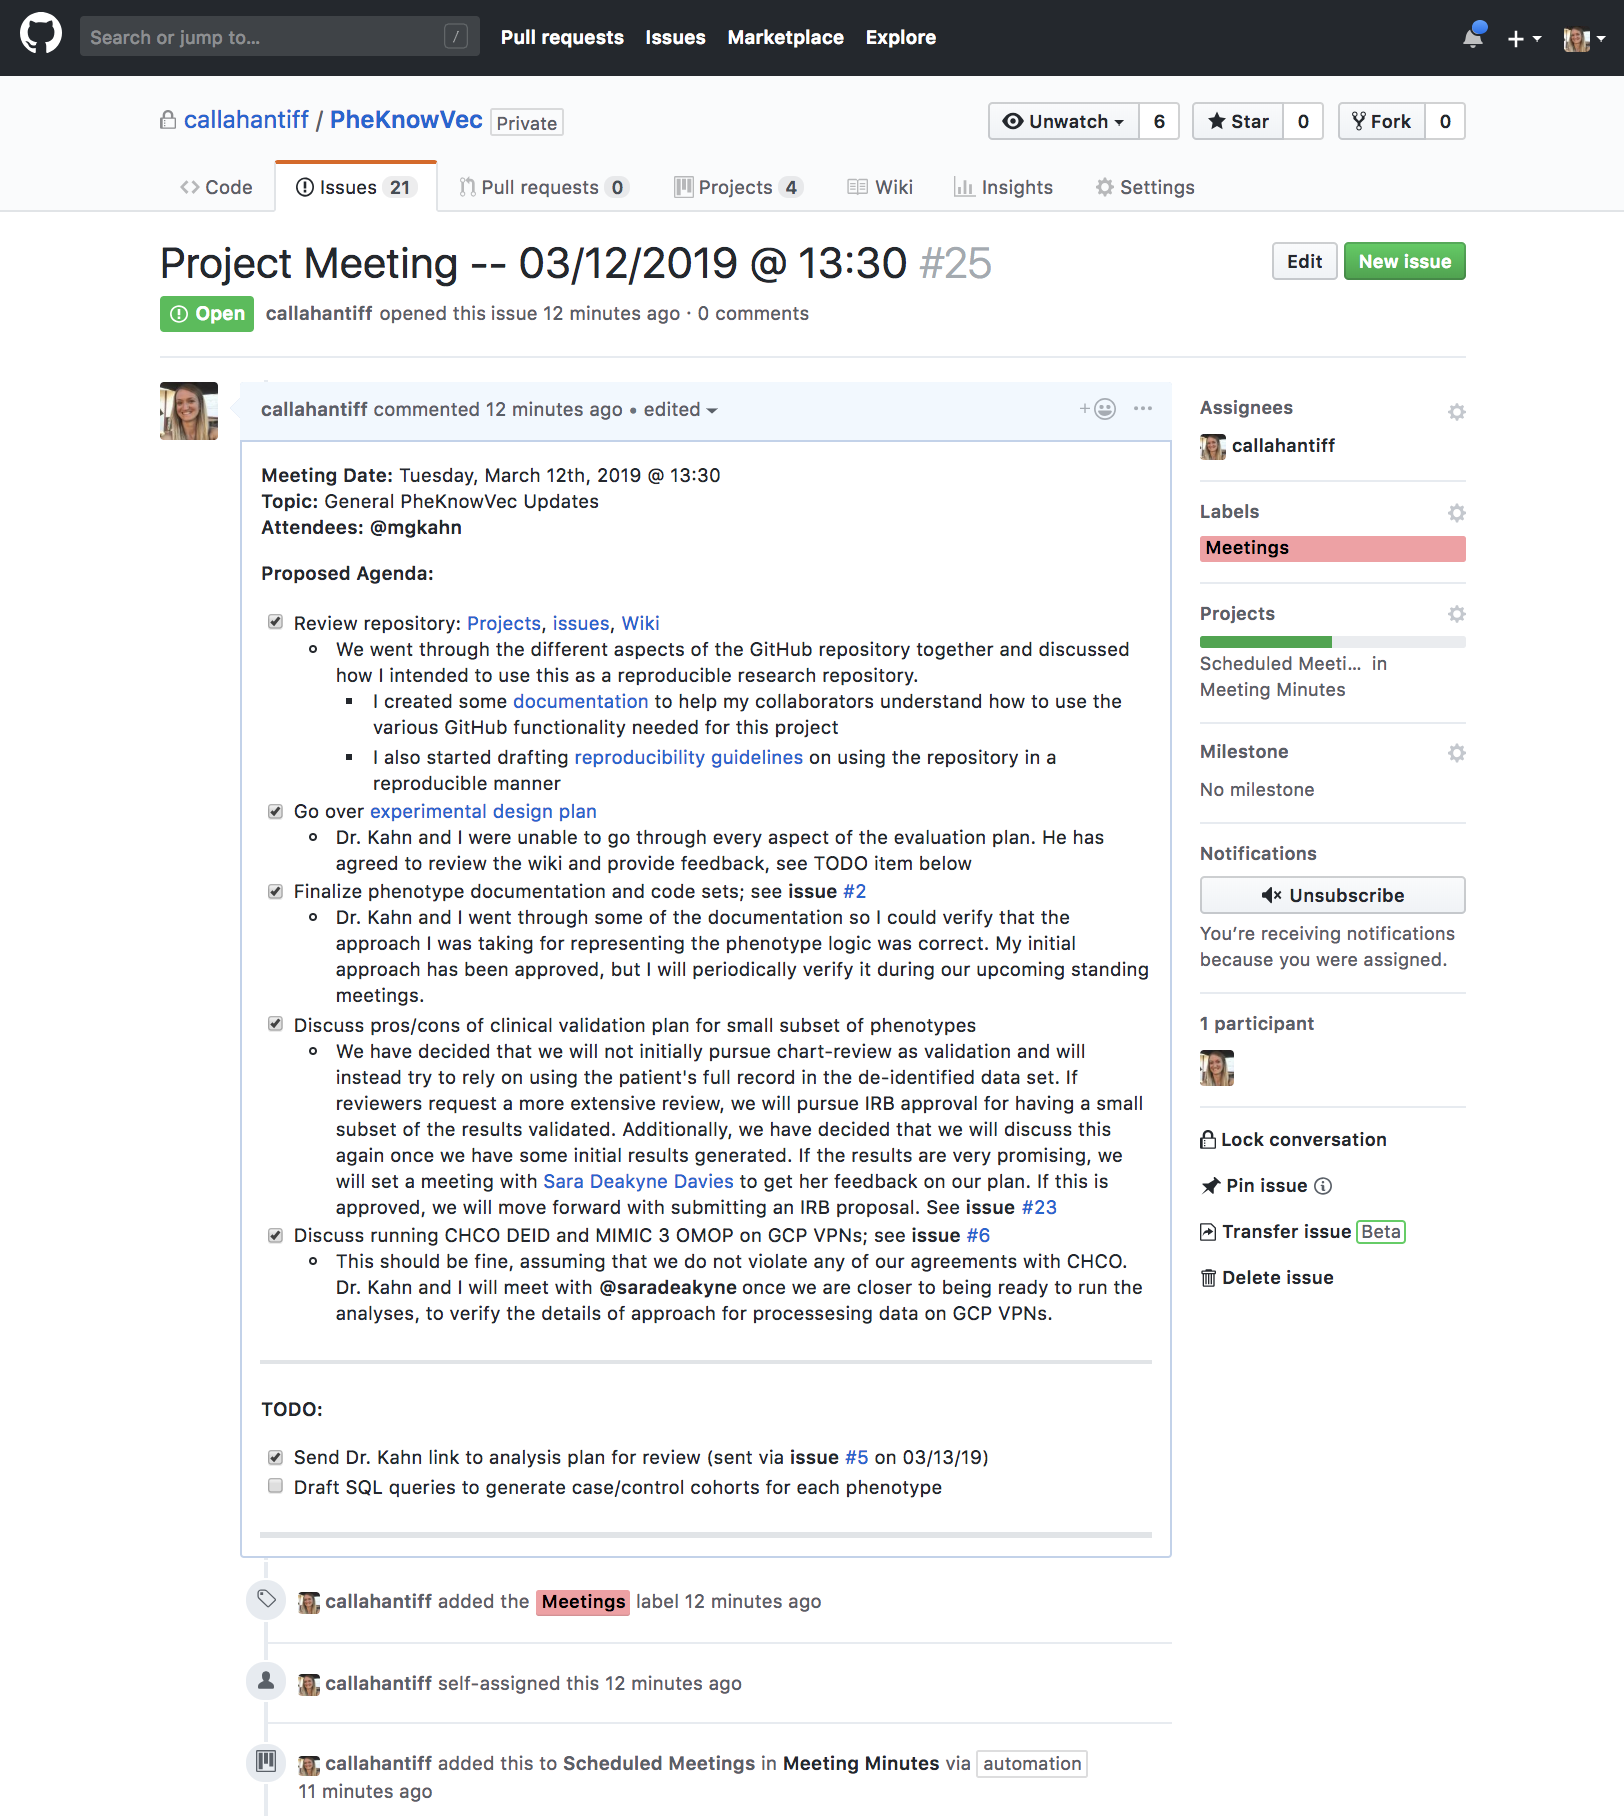 Search or jump to... /
Pull requests Issues Marketplace Explore
callahantiff / PheKnowVec Private
Unwatch 6 Star 0 Fork 0
Code Issues 21 Pull requests 0 Projects 4 Wiki Insights Settings
Project Meeting -- 03/12/2019 @ 13:30 #25
Edit New issue
Open callahantiff opened this issue 12 minutes ago · 0 comments
callahantiff commented 12 minutes ago • edited
Meeting Date: Tuesday, March 12th, 2019 @ 13:30
Topic: General PheKnowVec Updates
Attendees: @mgkahn
Proposed Agenda:
Review repository: Projects, issues, Wiki
We went through the different aspects of the GitHub repository together and discussed
how I intended to use this as a reproducible research repository.
I created some documentation to help my collaborators understand how to use the
various GitHub functionality needed for this project
I also started drafting reproducibility guidelines on using the repository in a
reproducible manner
Go over experimental design plan
Dr. Kahn and I were unable to go through every aspect of the evaluation plan. He has
agreed to review the wiki and provide feedback, see TODO item below
Finalize phenotype documentation and code sets; see issue #2
Dr. Kahn and I went through some of the documentation so I could verify that the
approach I was taking for representing the phenotype logic was correct. My initial
approach has been approved, but I will periodically verify it during our upcoming standing
meetings.
Discuss pros/cons of clinical validation plan for small subset of phenotypes
We have decided that we will not initially pursue chart-review as validation and will
instead try to rely on using the patient's full record in the de-identified data set. If
reviewers request a more extensive review, we will pursue IRB approval for having a small
subset of the results validated. Additionally, we have decided that we will discuss this
again once we have some initial results generated. If the results are very promising, we
will set a meeting with Sara Deakyne Davies to get her feedback on our plan. If this is
approved, we will move forward with submitting an IRB proposal. See issue #23
Discuss running CHCO DEID and MIMIC 3 OMOP on GCP VPNs; see issue #6
This should be fine, assuming that we do not violate any of our agreements with CHCO.
Dr. Kahn and I will meet with @saradeakyne once we are closer to being ready to run the
analyses, to verify the details of approach for processesing data on GCP VPNs.
TODO:
Send Dr. Kahn link to analysis plan for review (sent via issue #5 on 03/13/19)
Draft SQL queries to generate case/control cohorts for each phenotype
callahantiff added the Meetings label 12 minutes ago
callahantiff self-assigned this 12 minutes ago
callahantiff added this to Scheduled Meetings in Meeting Minutes via automation
11 minutes ago
Assignees
callahantiff
Labels
Meetings
Projects
Scheduled Meeti... in
Meeting Minutes
Milestone
No milestone
Notifications
Unsubscribe
You’re receiving notifications
because you were assigned.
1 participant
Lock conversation
Pin issue
Transfer issue Beta
Delete issue